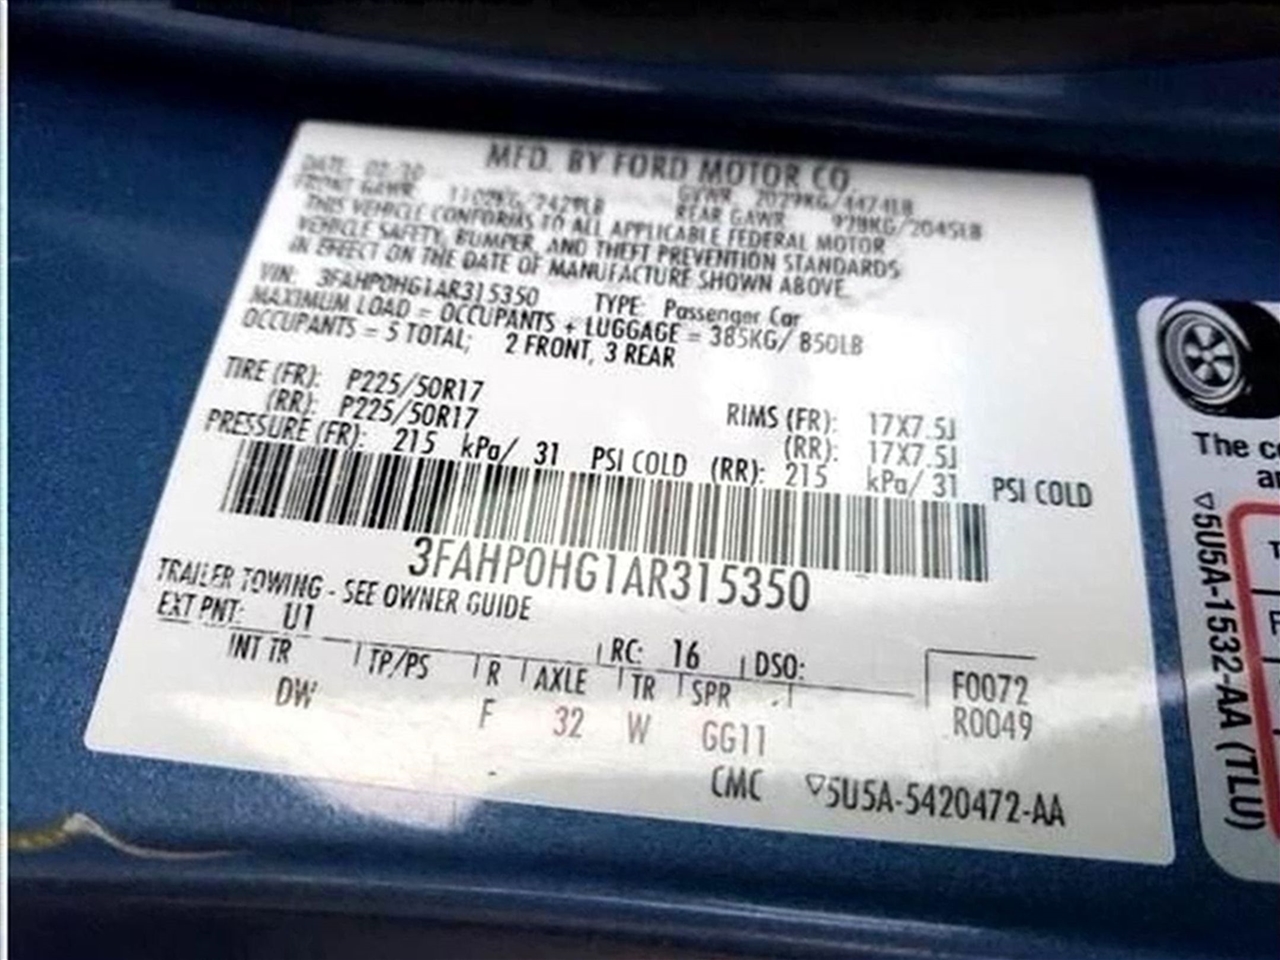 MFD. BY FORD MOTOR CO.
DATE: GVWR: 2029KG/4474LB
FRONT GAWR: REAR GAWR: 928KG/2045LB
THIS VEHICLE CONFORMS TO ALL APPLICABLE FEDERAL MOTOR
VEHICLE SAFETY, BUMPER, AND THEFT PREVENTION STANDARDS
IN EFFECT ON THE DATE OF MANUFACTURE SHOWN ABOVE.
VIN: 3FAHP0HG1AR315350 TYPE: Passenger Car
MAXIMUM LOAD = OCCUPANTS + LUGGAGE = 385KG/ 850LB
OCCUPANTS = 5 TOTAL; 2 FRONT, 3 REAR
TIRE (FR): P225/50R17 RIMS (FR): 17X7.5J
(RR): P225/50R17 (RR): 17X7.5J
PRESSURE (FR): 215 kPa/ 31 PSI COLD (RR): 215 kPa/ 31 PSI COLD
3FAHP0HG1AR315350
TRAILER TOWING - SEE OWNER GUIDE
EXT PNT: U1 RC: 16 DSO:
INT TR TP/PS R AXLE TR SPR F0072
DW F 32 W GG11 R0049
CMC ▽5U5A-5420472-AA
The
▽5U5A-1532-AA (TLU)